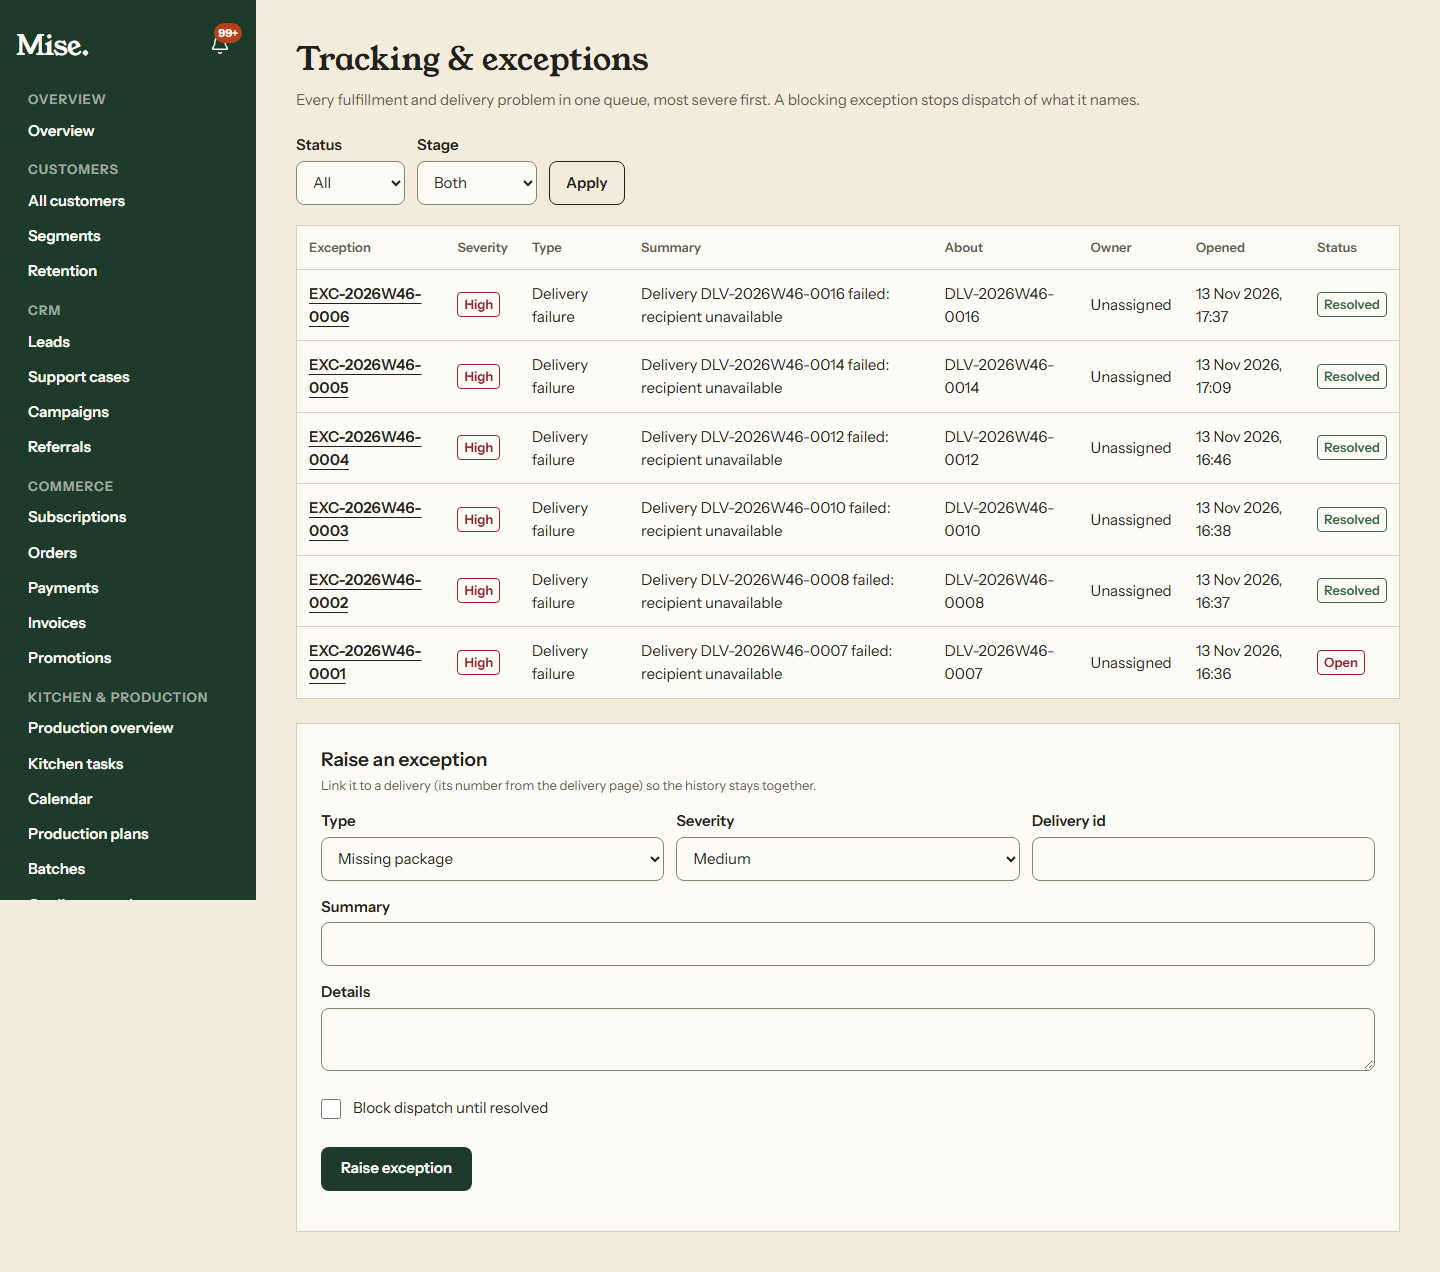 Mise.
99+
OVERVIEW
Overview
CUSTOMERS
All customers
Segments
Retention
CRM
Leads
Support cases
Campaigns
Referrals
COMMERCE
Subscriptions
Orders
Payments
Invoices
Promotions
KITCHEN & PRODUCTION
Production overview
Kitchen tasks
Calendar
Production plans
Batches
Tracking & exceptions
Every fulfillment and delivery problem in one queue, most severe first. A blocking exception stops dispatch of what it names.
Status Stage
All Both Apply
Exception Severity Type Summary About Owner Opened Status
EXC-2026W46-0006 High Delivery failure Delivery DLV-2026W46-0016 failed: recipient unavailable DLV-2026W46-0016 Unassigned 13 Nov 2026, 17:37 Resolved
EXC-2026W46-0005 High Delivery failure Delivery DLV-2026W46-0014 failed: recipient unavailable DLV-2026W46-0014 Unassigned 13 Nov 2026, 17:09 Resolved
EXC-2026W46-0004 High Delivery failure Delivery DLV-2026W46-0012 failed: recipient unavailable DLV-2026W46-0012 Unassigned 13 Nov 2026, 16:46 Resolved
EXC-2026W46-0003 High Delivery failure Delivery DLV-2026W46-0010 failed: recipient unavailable DLV-2026W46-0010 Unassigned 13 Nov 2026, 16:38 Resolved
EXC-2026W46-0002 High Delivery failure Delivery DLV-2026W46-0008 failed: recipient unavailable DLV-2026W46-0008 Unassigned 13 Nov 2026, 16:37 Resolved
EXC-2026W46-0001 High Delivery failure Delivery DLV-2026W46-0007 failed: recipient unavailable DLV-2026W46-0007 Unassigned 13 Nov 2026, 16:36 Open
Raise an exception
Link it to a delivery (its number from the delivery page) so the history stays together.
Type Severity Delivery id
Missing package Medium
Summary
Details
Block dispatch until resolved
Raise exception